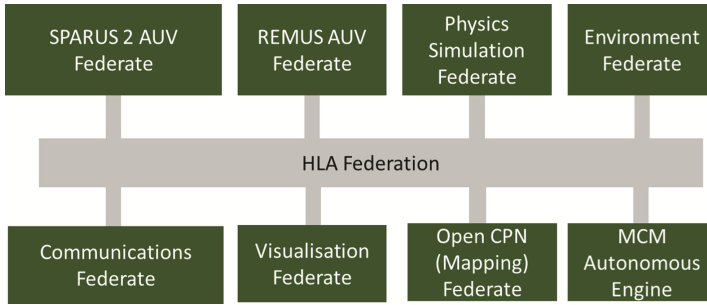 SPARUS 2 AUV
Federate
REMUS AUV
Federate
Physics
Simulation
Federate
Environment
Federate
HLA Federation
Communications
Federate
Visualisation
Federate
Open CPN
(Mapping)
Federate
MCM
Autonomous
Engine